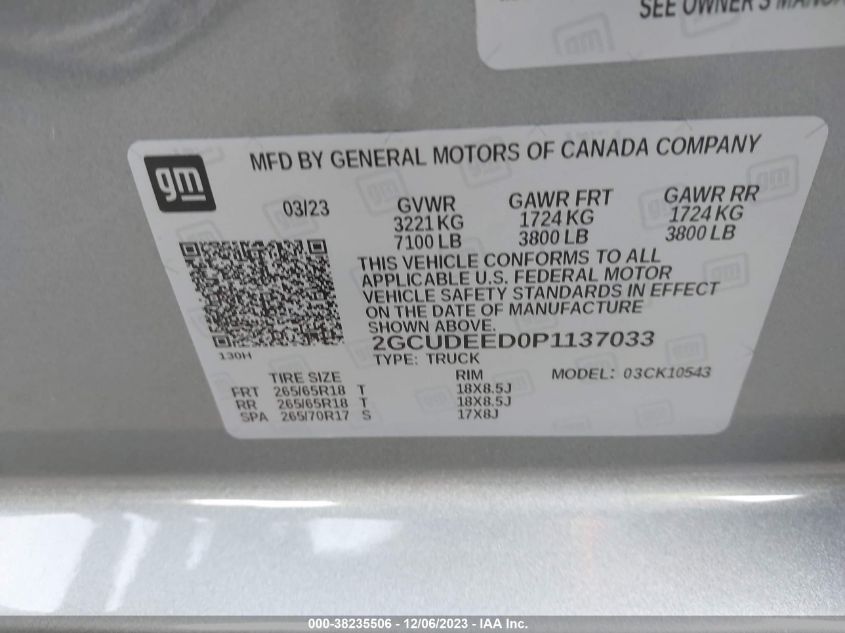 SEE OWNER'S MANUAL
gm
MFD BY GENERAL MOTORS OF CANADA COMPANY
03/23
GVWR
3221 KG
7100 LB
GAWR FRT
1724 KG
3800 LB
GAWR RR
1724 KG
3800 LB
THIS VEHICLE CONFORMS TO ALL
APPLICABLE U.S. FEDERAL MOTOR
VEHICLE SAFETY STANDARDS IN EFFECT
ON THE DATE OF MANUFACTURE
SHOWN ABOVE.
2GCUDEED0P1137033
TYPE: TRUCK
130H
MODEL: 03CK10543
TIRE SIZE RIM
FRT 265/65R18 T 18X8.5J
RR 265/65R18 T 18X8.5J
SPA 265/70R17 S 17X8J
000-38235506 - 12/06/2023 - IAA Inc.